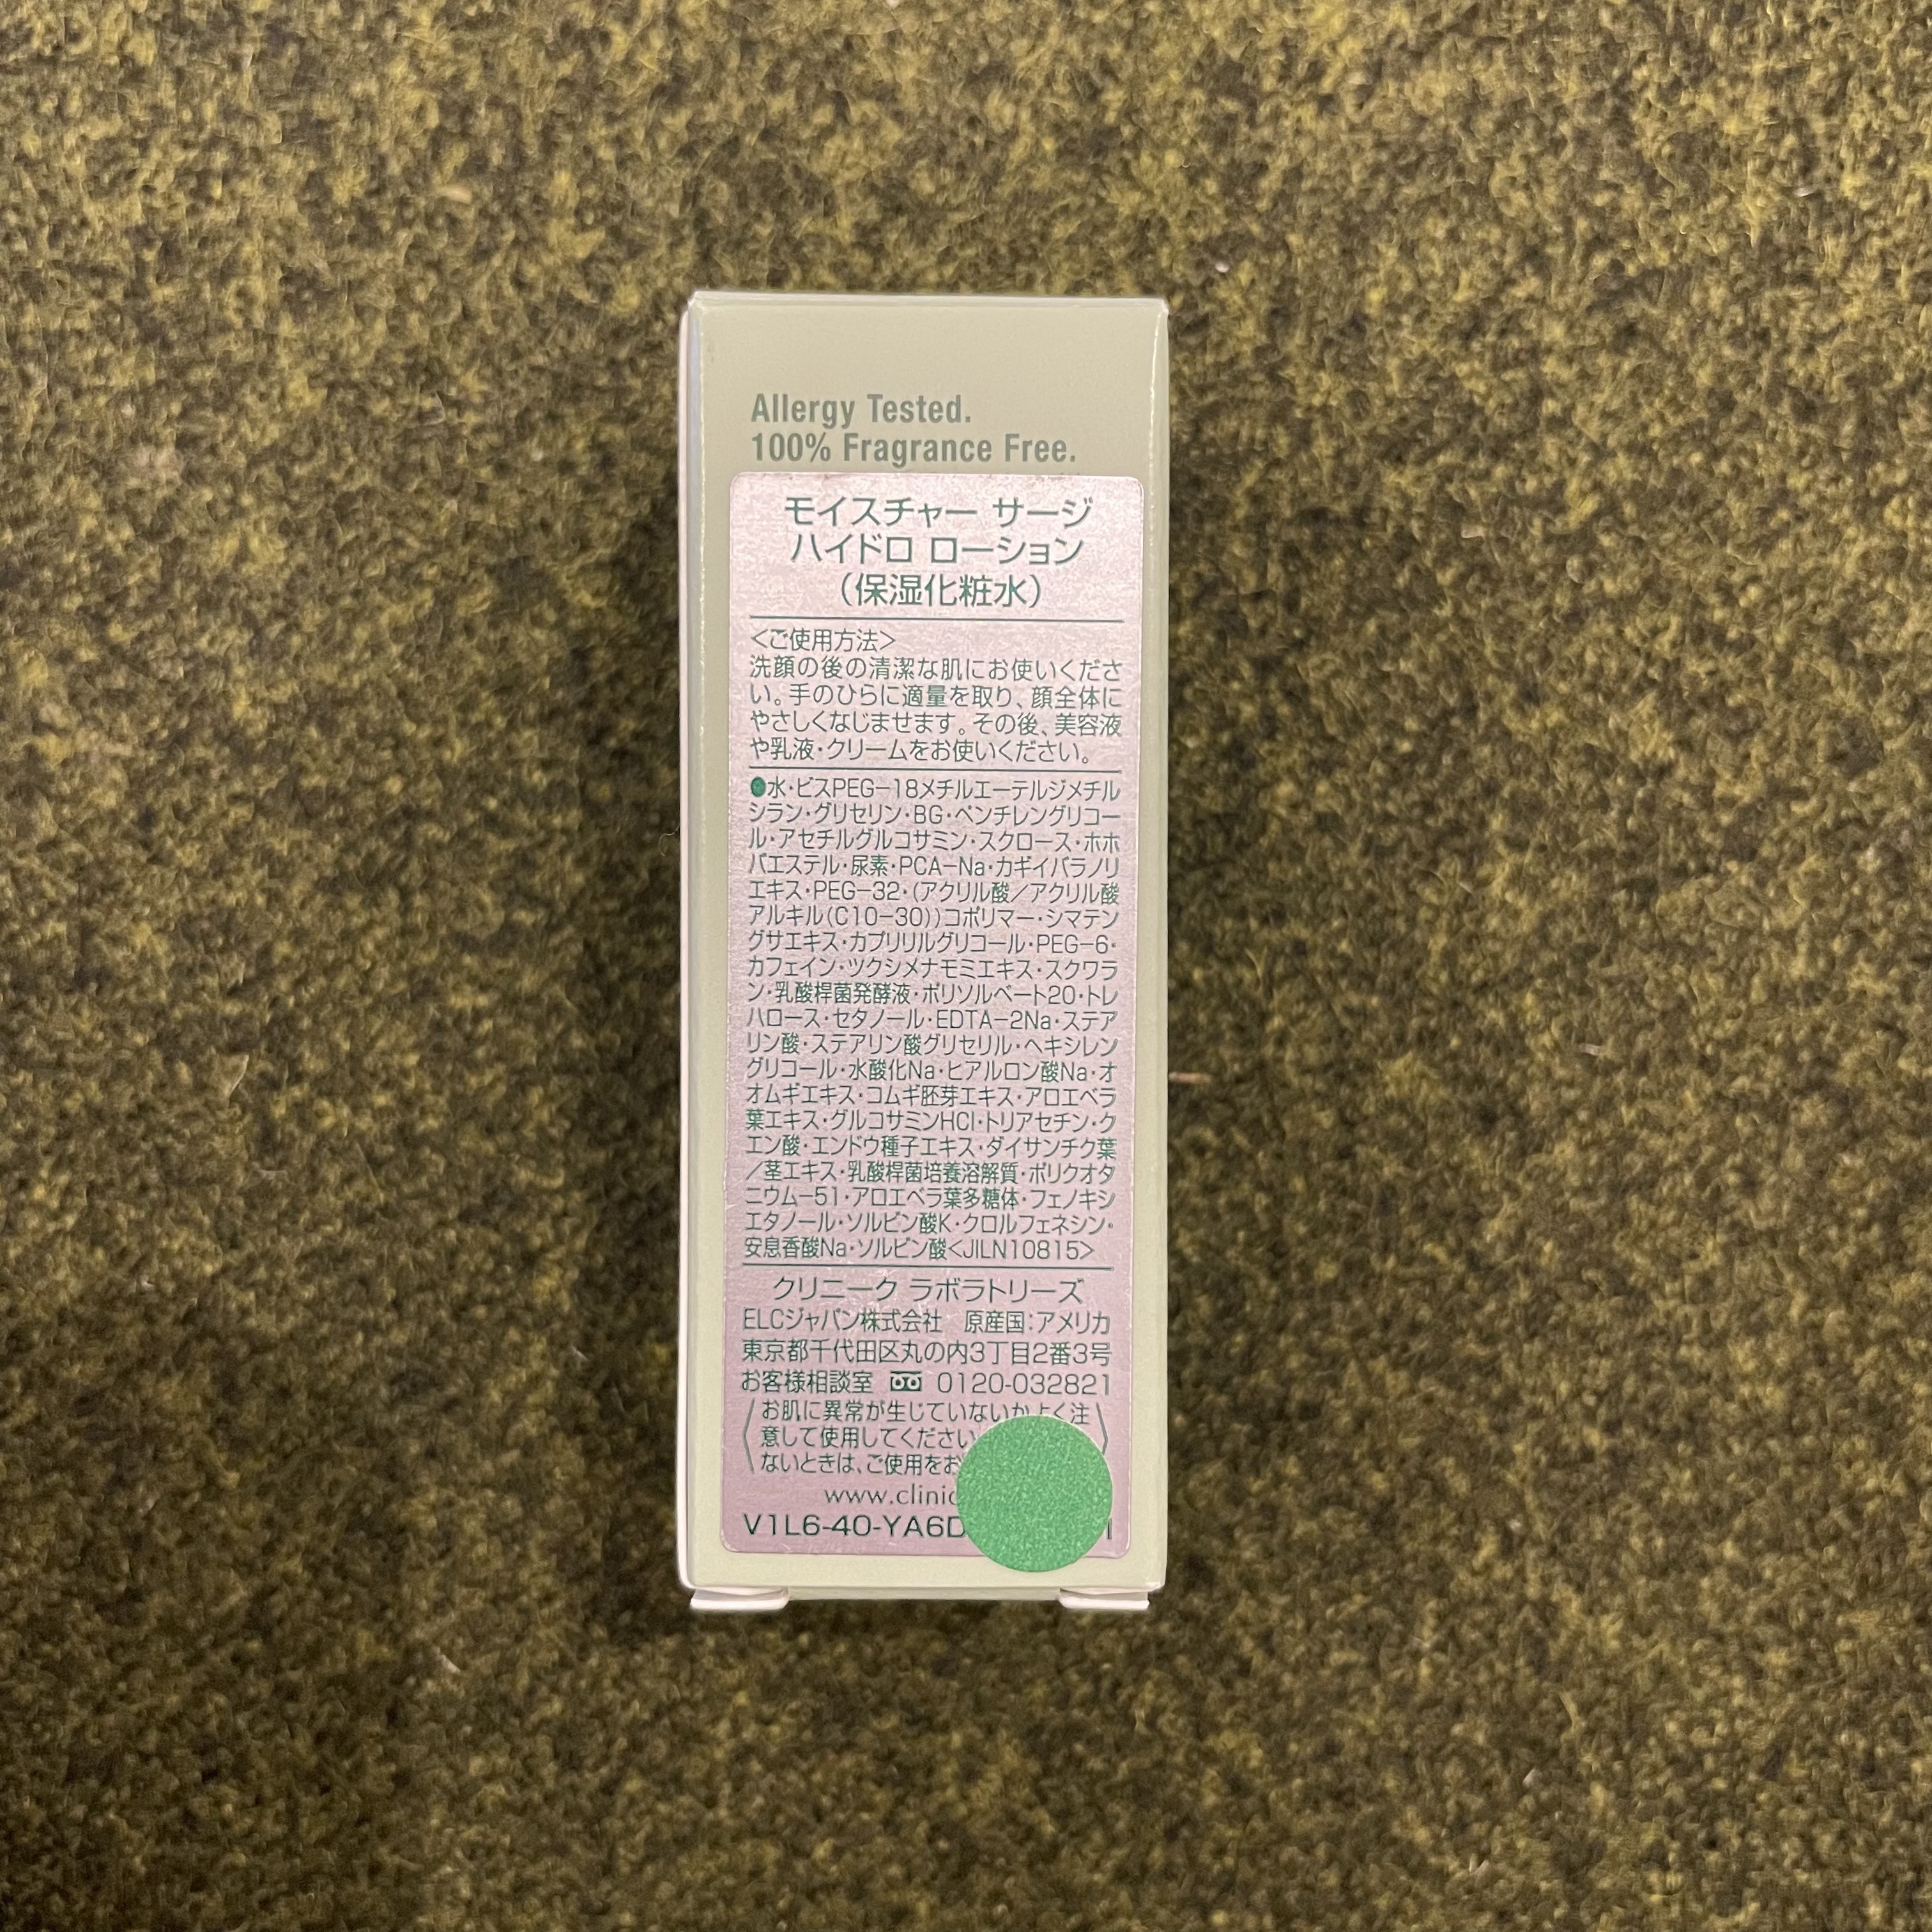 Allergy Tested.
100% Fragrance Free.
モイスチャー サージ
ハイドロ ローション
（保湿化粧水）
＜ご使用方法＞
洗顔の後の清潔な肌にお使いくださ
い。手のひらに適量を取り、顔全体に
やさしくなじませます。その後、美容液
や乳液・クリームをお使いください。
●水・ビスPEG−18メチルエーテルジメチル
シラン・グリセリン・BG・ペンチレングリコー
ル・アセチルグルコサミン・スクロース・ホホ
バエステル・尿素・PCA−Na・カギイバラノリ
エキス・PEG−32・（アクリル酸／アクリル酸
アルキル（C10−30））コポリマー・シマテン
グサエキス・カプリリルグリコール・PEG−6・
カフェイン・ツクシメナモミエキス・スクワラ
ン・乳酸桿菌発酵液・ポリソルベート20・トレ
ハロース・セタノール・EDTA−2Na・ステア
リン酸・ステアリン酸グリセリル・ヘキシレン
グリコール・水酸化Na・ヒアルロン酸Na・オ
オムギエキス・コムギ胚芽エキス・アロエベラ
葉エキス・グルコサミンHCl・トリアセチン・ク
エン酸・エンドウ種子エキス・ダイサンチク葉
／茎エキス・乳酸桿菌培養溶解質・ポリクオタ
ニウム−51・アロエベラ葉多糖体・フェノキシ
エタノール・ソルビン酸K・クロルフェネシン・
安息香酸Na・ソルビン酸＜JILN10815＞
クリニーク ラボラトリーズ
ELCジャパン株式会社　原産国：アメリカ
東京都千代田区丸の内3丁目2番3号
お客様相談室 0120-032821
お肌に異常が生じていないかよく注
意して使用してください
ないときは、ご使用をお
www.clinic
V1L6-40-YA6D